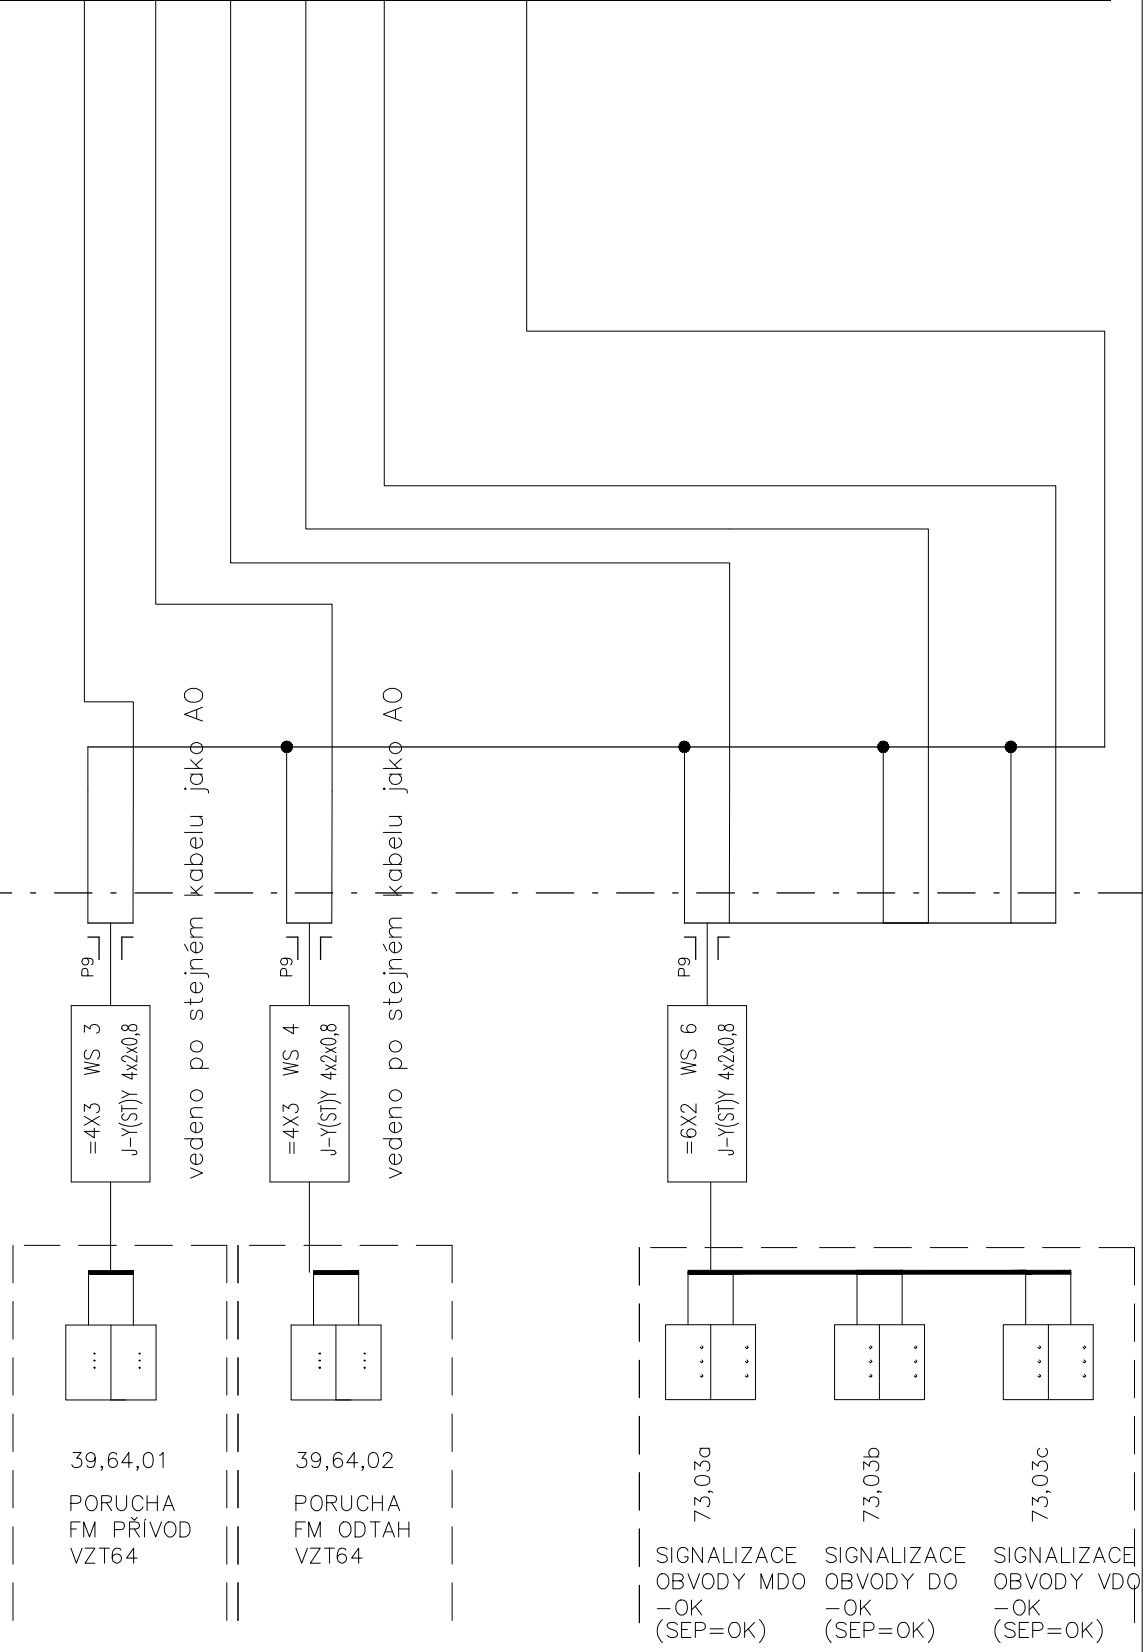 vedeno po stejném kabelu jako AO
vedeno po stejném kabelu jako AO
P9
P9
P9
=4X3 WS 3
J-Y(ST)Y 4x2x0,8
=4X3 WS 4
J-Y(ST)Y 4x2x0,8
=6X2 WS 6
J-Y(ST)Y 4x2x0,8
39,64,01
PORUCHA
FM PŘÍVOD
VZT64
39,64,02
PORUCHA
FM ODTAH
VZT64
73,03a
SIGNALIZACE
OBVODY MDO
-OK
(SEP=OK)
73,03b
SIGNALIZACE
OBVODY DO
-OK
(SEP=OK)
73,03c
SIGNALIZACE
OBVODY VDO
-OK
(SEP=OK)